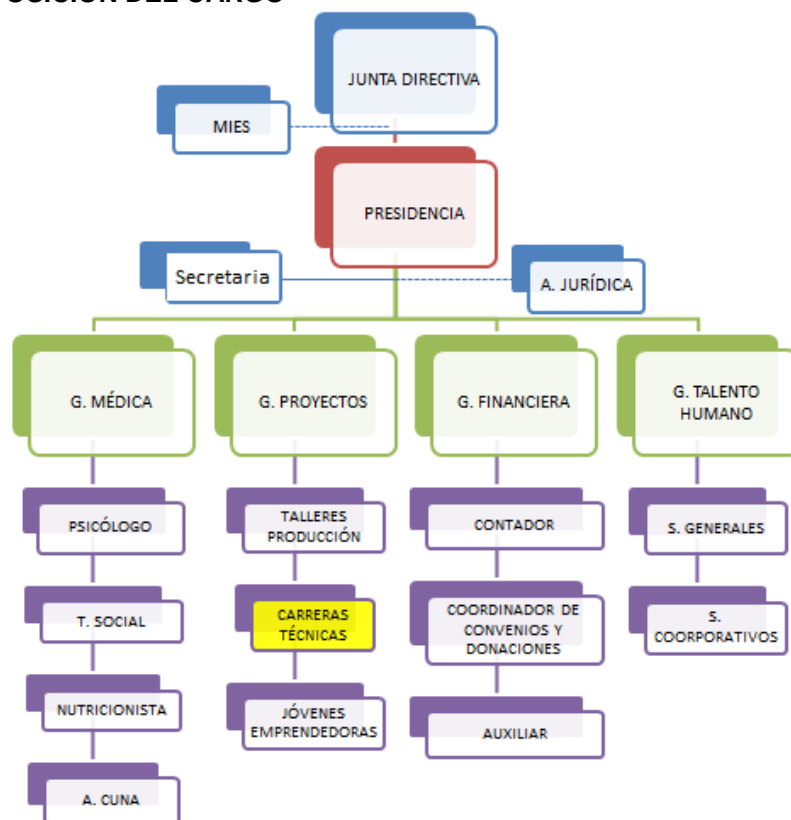 JUNTA DIRECTIVA
MIES
PRESIDENCIA
Secretaria
A. JURÍDICA
G. MÉDICA
G. PROYECTOS
G. FINANCIERA
G. TALENTO
HUMANO
PSICÓLOGO
TALLERES
PRODUCCIÓN
CONTADOR
S. GENERALES
T. SOCIAL
CARRERAS
TÉCNICAS
COORDINADOR DE
CONVENIOS Y
DONACIONES
S.
COORPORATIVOS
NUTRICIONISTA
JÓVENES
EMPRENDEDORAS
AUXILIAR
A. CUNA